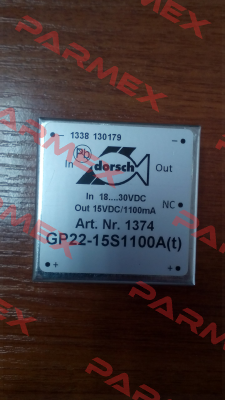 PARMEX
- 1338 130179 -
Pb
In dorsch Out
In 18....30VDC
NC
Out 15VDC/1100mA
Art. Nr. 1374
GP22-15S1100A(t)
+ +
PARMEX